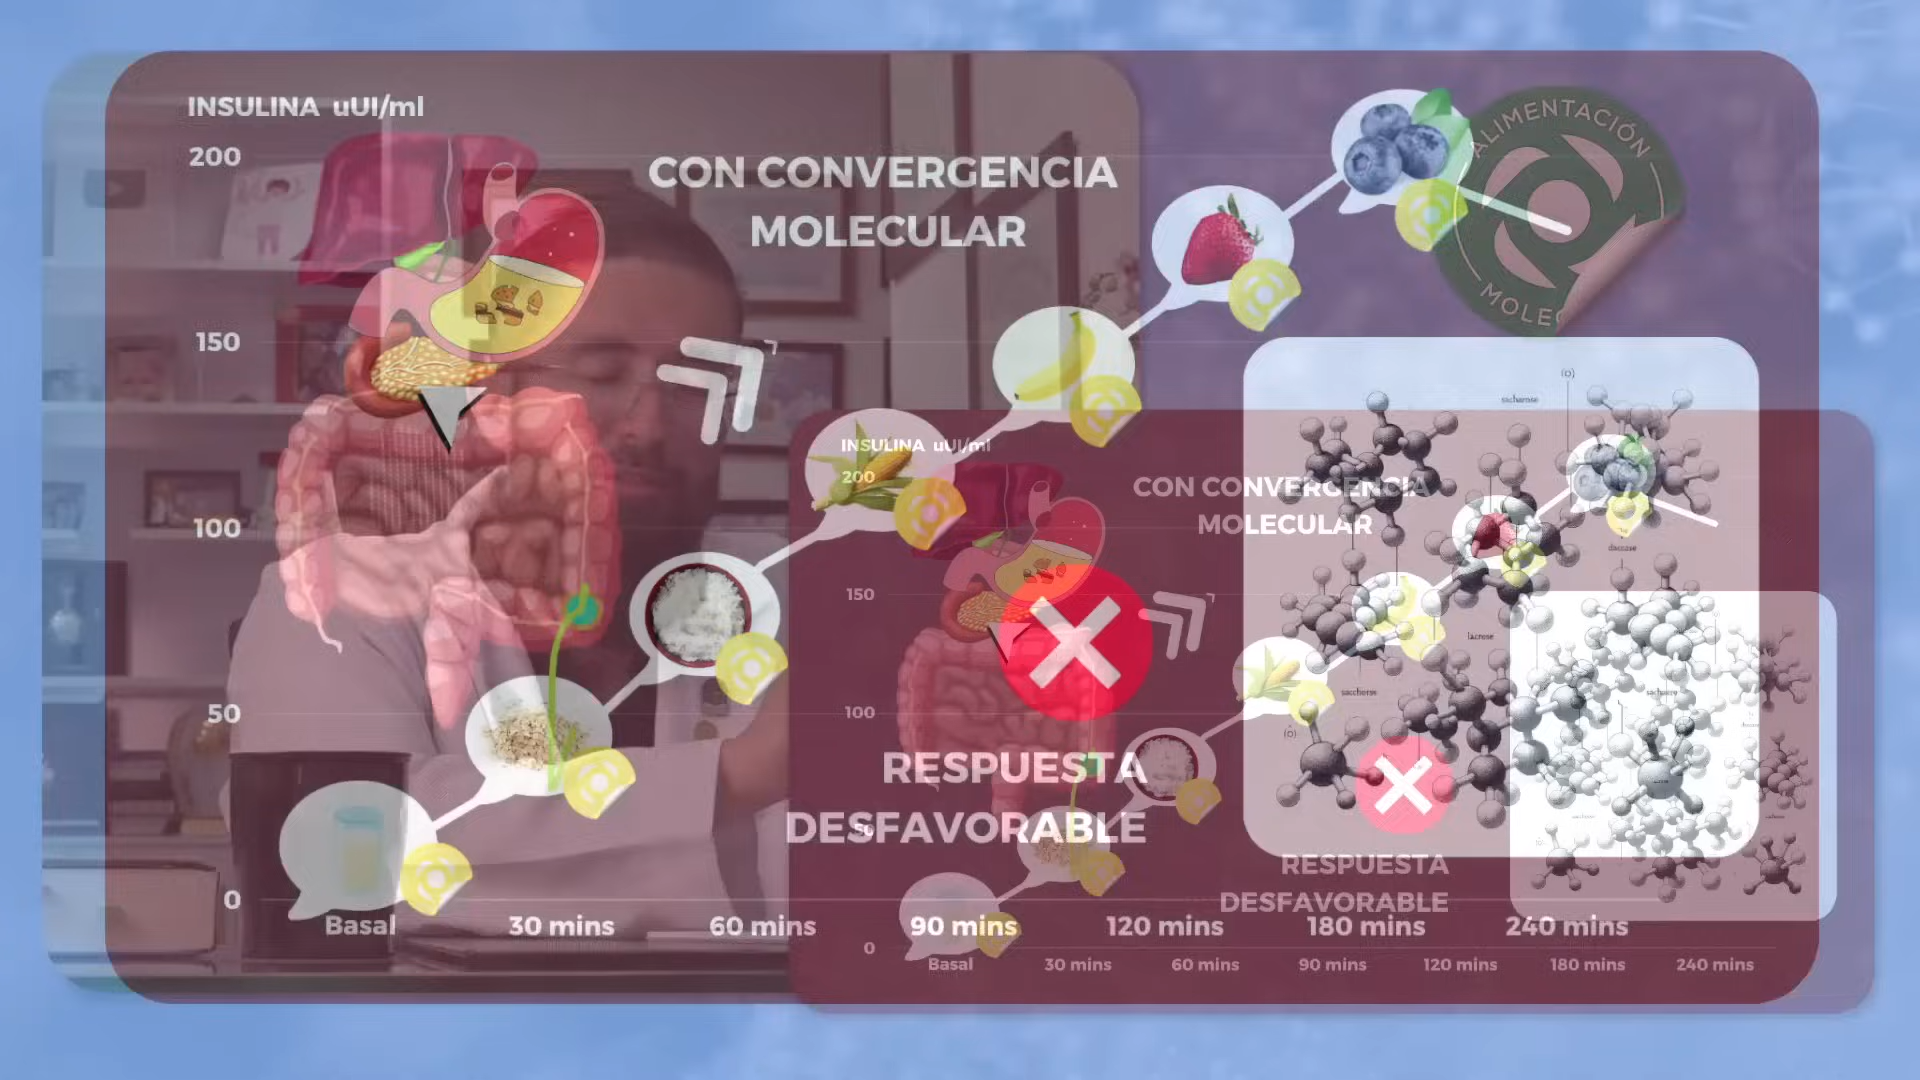 INSULINA uUI/ml
200
150
100
50
0
CON CONVERGENCIA
MOLECULAR
RESPUESTA
DESFAVORABLE
Basal
30 mins
60 mins
90 mins
120 mins
180 mins
240 mins
ALIMENTACIÓN
MOLEC
INSULINA uUI/ml
200
150
100
50
0
CON CONVERGENCIA
MOLECULAR
RESPUESTA
DESFAVORABLE
Basal
30 mins
60 mins
90 mins
120 mins
180 mins
240 mins
(O)
(O)